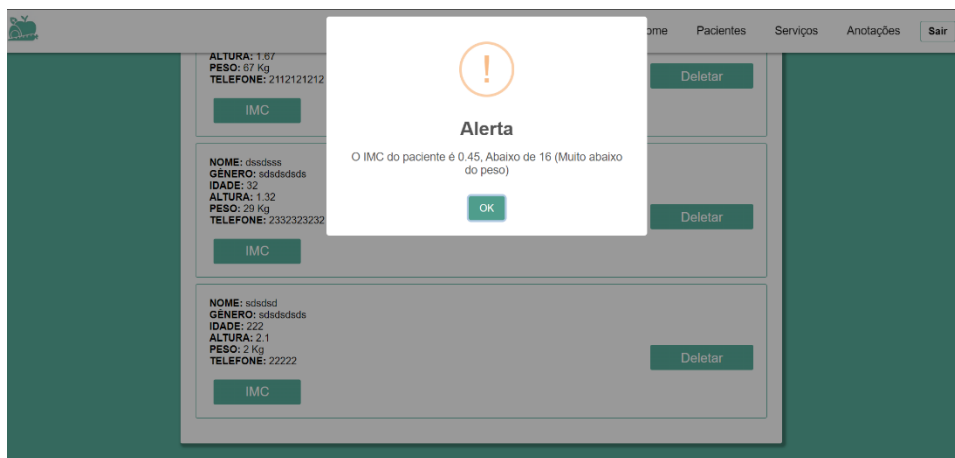 ome Pacientes Serviços Anotações Sair
ALTURA: 1.67
PESO: 67 Kg
TELEFONE: 2112121212
Deletar
IMC
Alerta
O IMC do paciente é 0.45, Abaixo de 16 (Muito abaixo
do peso)
OK
NOME: dssdsss
GÊNERO: sdsdsdsds
IDADE: 32
ALTURA: 1.32
PESO: 29 Kg
TELEFONE: 2332323232
Deletar
IMC
NOME: sdsdsd
GÊNERO: sdsdsdsds
IDADE: 222
ALTURA: 2.1
PESO: 2 Kg
TELEFONE: 22222
Deletar
IMC